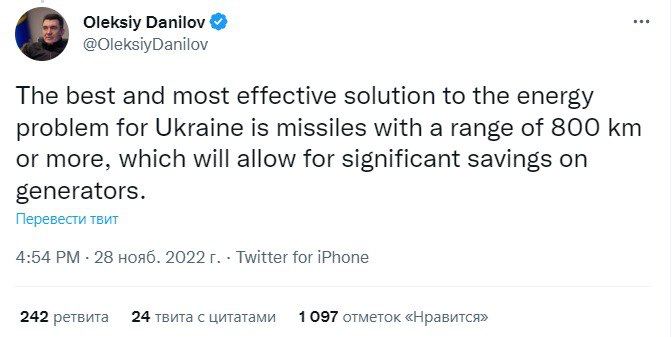 Oleksiy Danilov
@OleksiyDanilov
The best and most effective solution to the energy
problem for Ukraine is missiles with a range of 800 km
or more, which will allow for significant savings on
generators.
Перевести твит
4:54 PM · 28 нояб. 2022 г. · Twitter for iPhone
242 ретвита 24 твита с цитатами 1 097 отметок «Нравится»